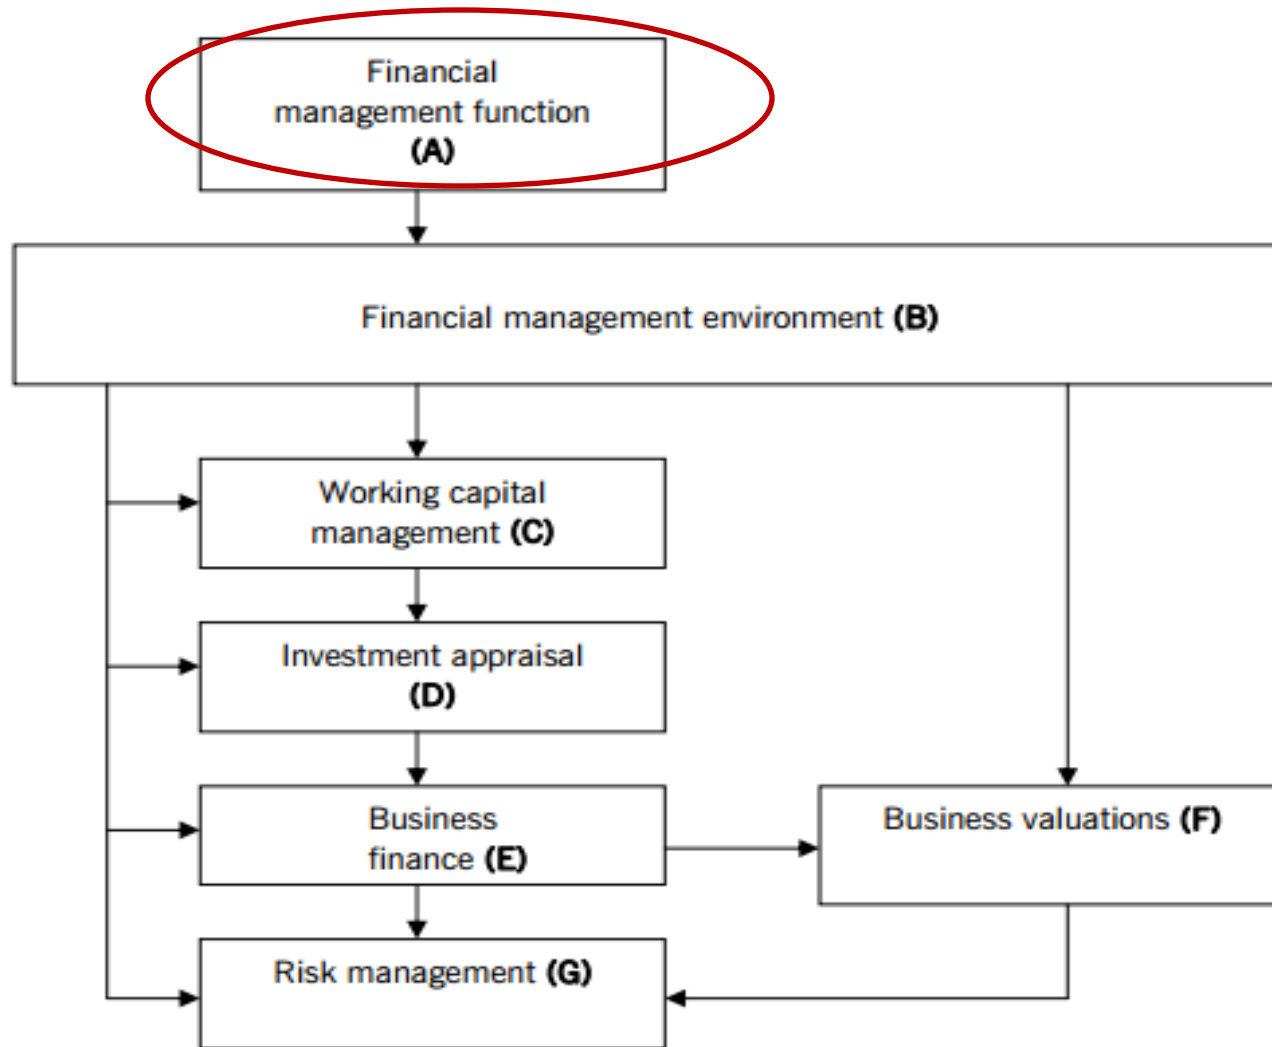 Financial
management function
(A)
Financial management environment (B)
Working capital
management (C)
Investment appraisal
(D)
Business
finance (E)
Business valuations (F)
Risk management (G)